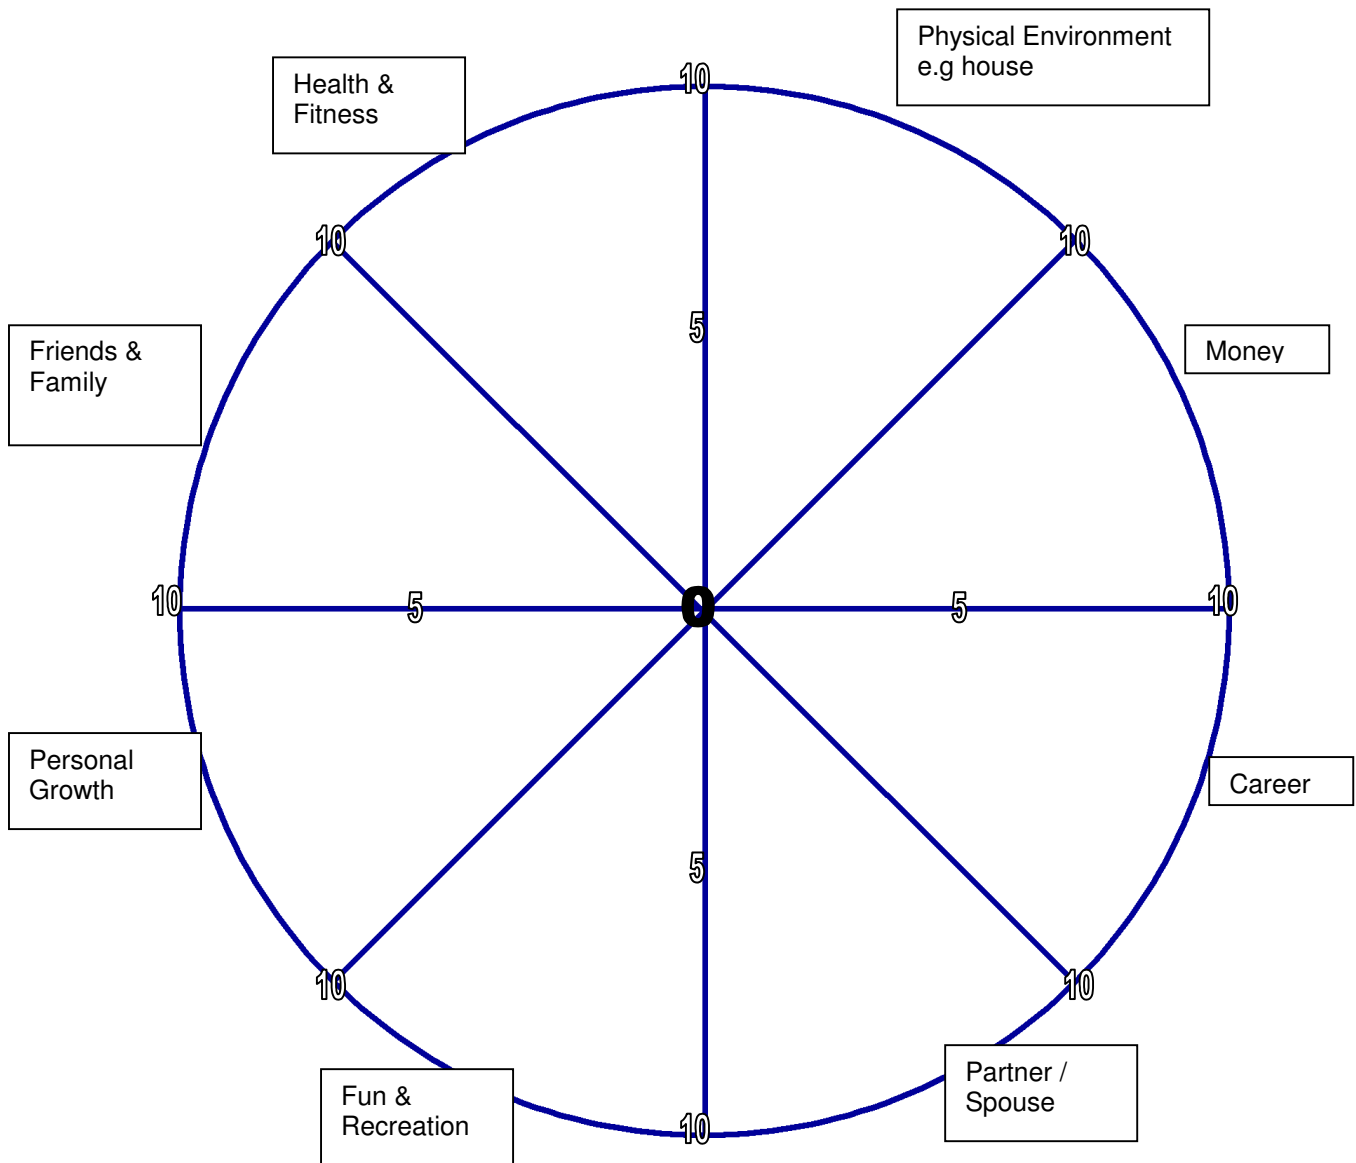 Physical Environment
e.g house
Health &
Fitness
10
10
10
5
Friends &
Family
Money
10
5
0
5
10
Personal
Growth
Career
5
10
10
Partner /
Spouse
Fun &
Recreation
10